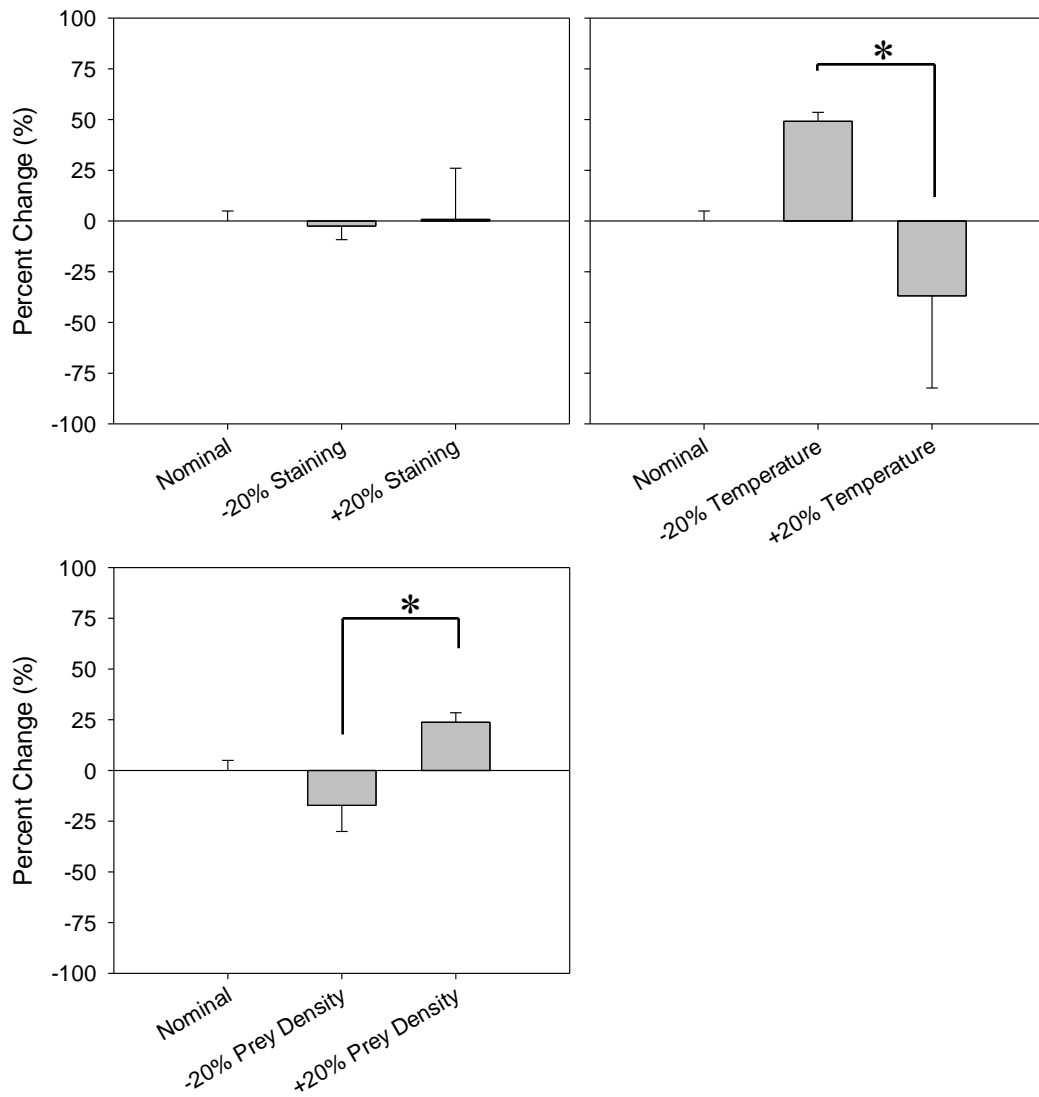 Percent Change (%)
100
75
50
25
0
-25
-50
-75
-100
Nominal
-20% Staining
+20% Staining
*
Nominal
-20% Temperature
+20% Temperature
Percent Change (%)
100
75
50
25
0
-25
-50
-75
-100
*
Nominal
-20% Prey Density
+20% Prey Density